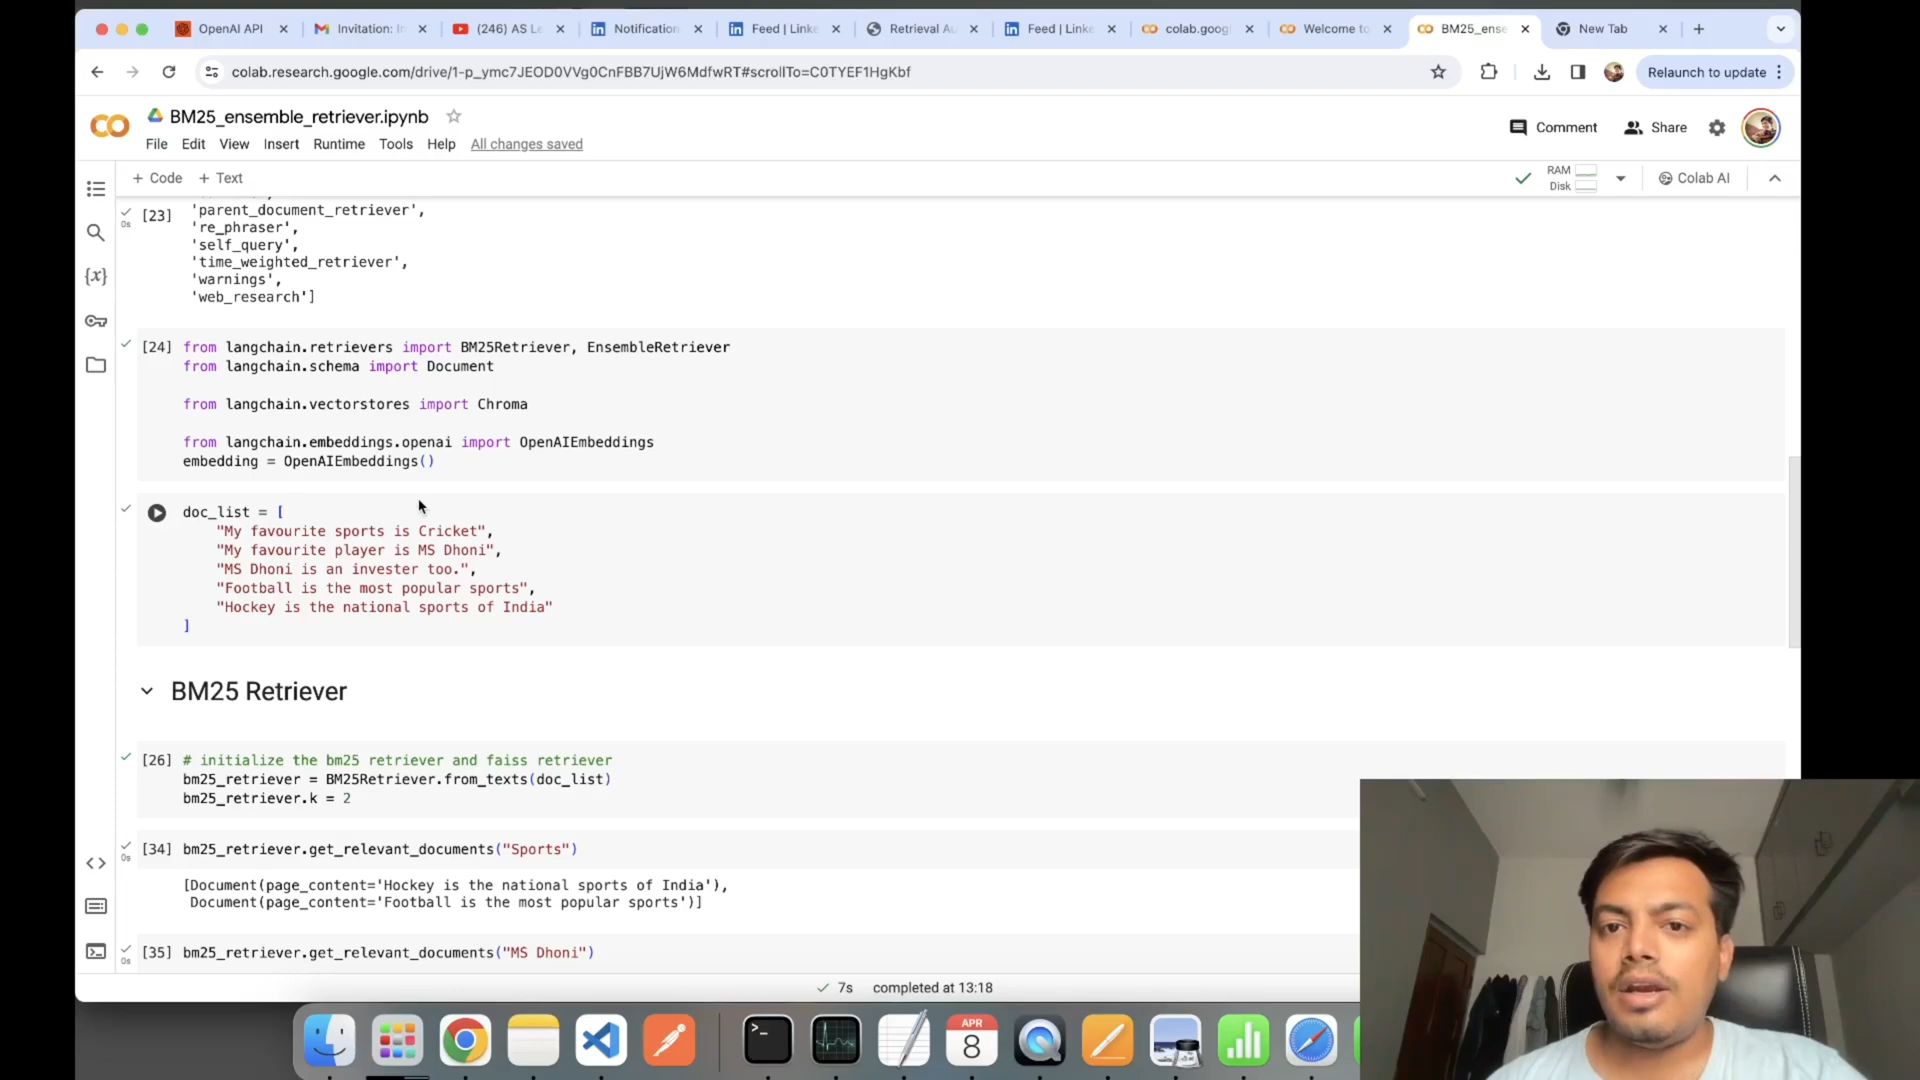 OpenAI API
Invitation: I
(246) AS Le
Notification
Feed | Linke
Retrieval Au
Feed | Linke
colab.goog
Welcome to
BM25_ense
New Tab
colab.research.google.com/drive/1-p_ymc7JEOD0VVg0CnFBB7UjW6MdfwRT#scrollTo=C0TYEF1HgKbf
Relaunch to update
BM25_ensemble_retriever.ipynb
File Edit View Insert Runtime Tools Help All changes saved
Comment
Share
+ Code + Text
RAM
Disk
Colab AI
[23] 'parent_document_retriever',
're_phraser',
'self_query',
'time_weighted_retriever',
'warnings',
'web_research']
0s
[24] from langchain.retrievers import BM25Retriever, EnsembleRetriever
from langchain.schema import Document
from langchain.vectorstores import Chroma
from langchain.embeddings.openai import OpenAIEmbeddings
embedding = OpenAIEmbeddings()
doc_list = [
"My favourite sports is Cricket",
"My favourite player is MS Dhoni",
"MS Dhoni is an invester too.",
"Football is the most popular sports",
"Hockey is the national sports of India"
]
BM25 Retriever
[26] # initialize the bm25 retriever and faiss retriever
bm25_retriever = BM25Retriever.from_texts(doc_list)
bm25_retriever.k = 2
[34] bm25_retriever.get_relevant_documents("Sports")
0s
[Document(page_content='Hockey is the national sports of India'),
Document(page_content='Football is the most popular sports')]
[35] bm25_retriever.get_relevant_documents("MS Dhoni")
0s
7s completed at 13:18
APR
8